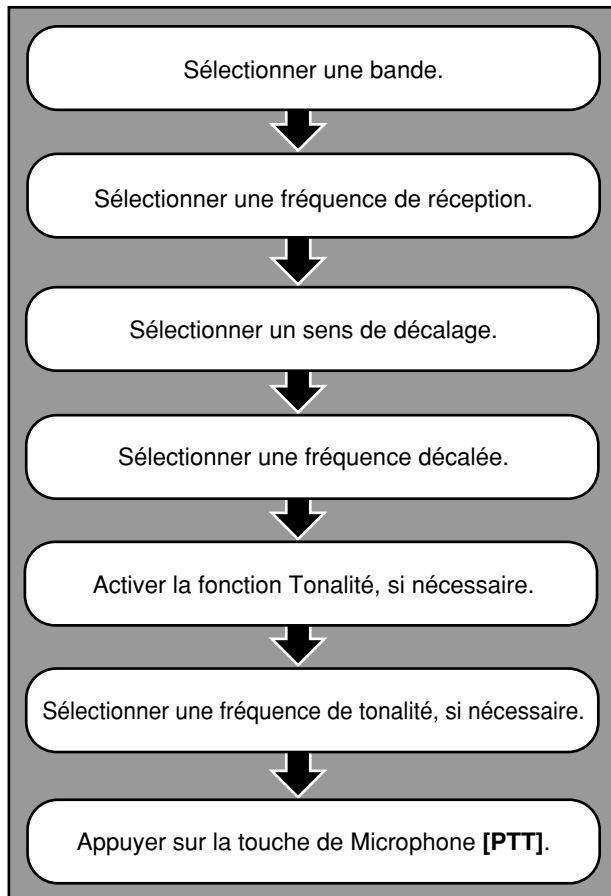 Sélectionner une bande.
Sélectionner une fréquence de réception.
Sélectionner un sens de décalage.
Sélectionner une fréquence décalée.
Activer la fonction Tonalité, si nécessaire.
Sélectionner une fréquence de tonalité, si nécessaire.
Appuyer sur la touche de Microphone [PTT].